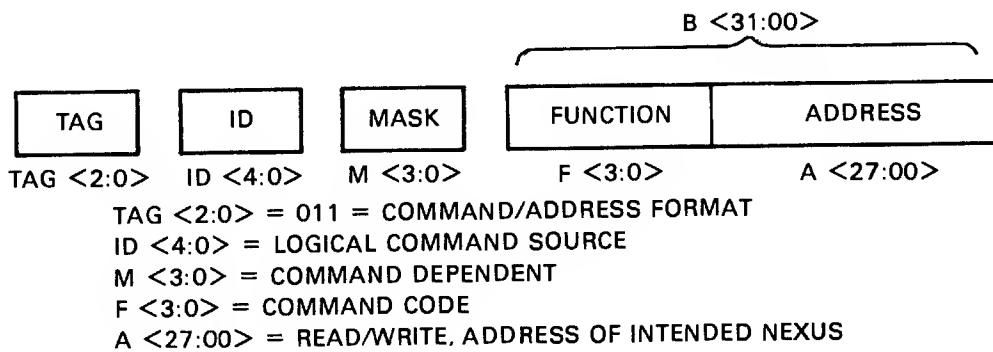 B <31:00>
TAG ID MASK FUNCTION ADDRESS
TAG <2:0> ID <4:0> M <3:0> F <3:0> A <27:00>
TAG <2:0> = 011 = COMMAND/ADDRESS FORMAT
ID <4:0> = LOGICAL COMMAND SOURCE
M <3:0> = COMMAND DEPENDENT
F <3:0> = COMMAND CODE
A <27:00> = READ/WRITE, ADDRESS OF INTENDED NEXUS